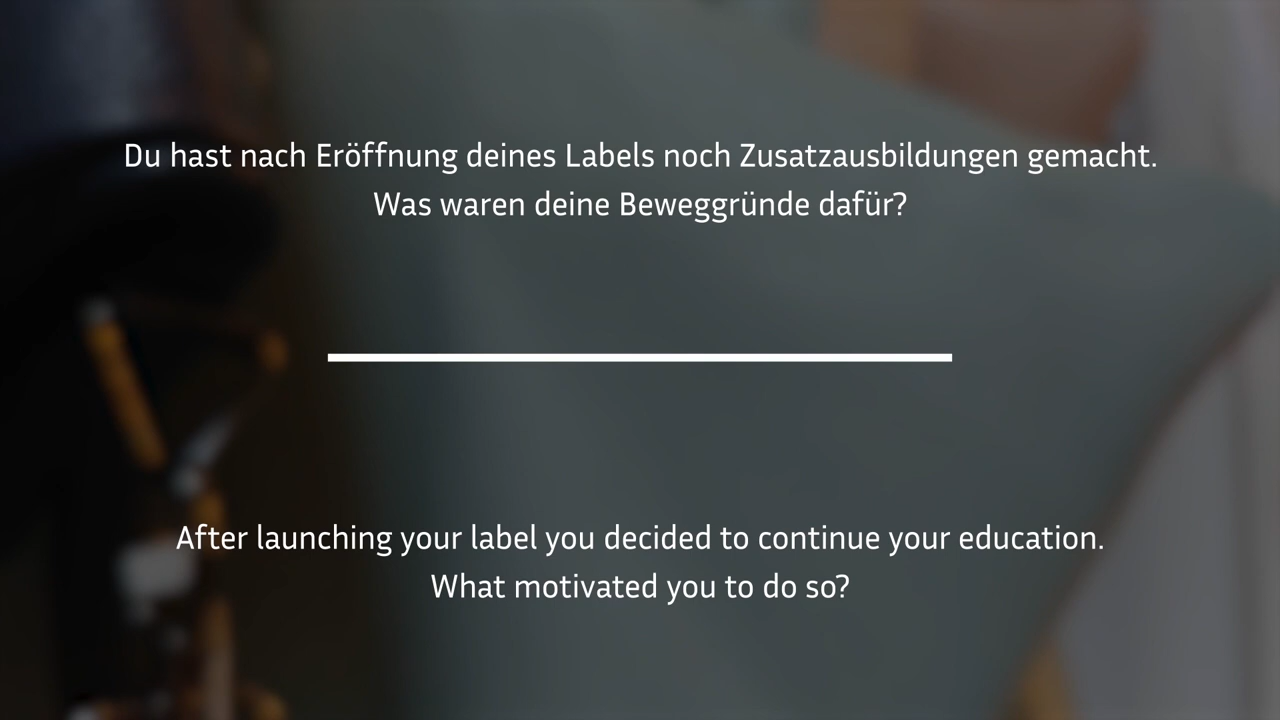 Du hast nach Eröffnung deines Labels noch Zusatzausbildungen gemacht.
Was waren deine Beweggründe dafür?
After launching your label you decided to continue your education.
What motivated you to do so?